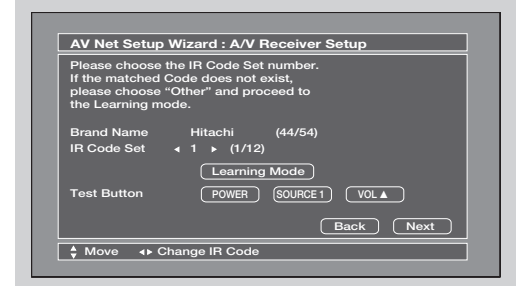 AV Net Setup Wizard : A/V Receiver Setup
Please choose the IR Code Set number.
If the matched Code does not exist,
please choose “Other” and proceed to
the Learning mode.
Brand Name Hitachi (44/54)
IR Code Set ◂ 1 ▸ (1/12)
Learning Mode
Test Button POWER SOURCE 1 VOL ▲
Back Next
▲▼ Move ◂▸ Change IR Code